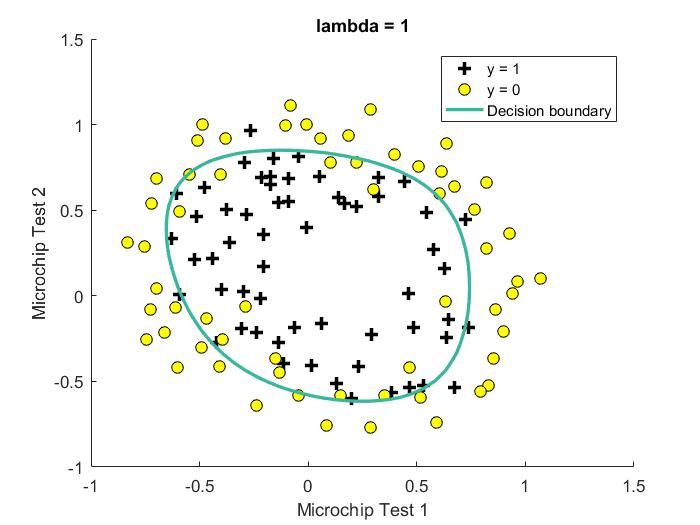 lambda = 1
y = 1
y = 0
Decision boundary
1.5
1
0.5
0
-0.5
-1
Microchip Test 2
-1
-0.5
0
0.5
1
1.5
Microchip Test 1